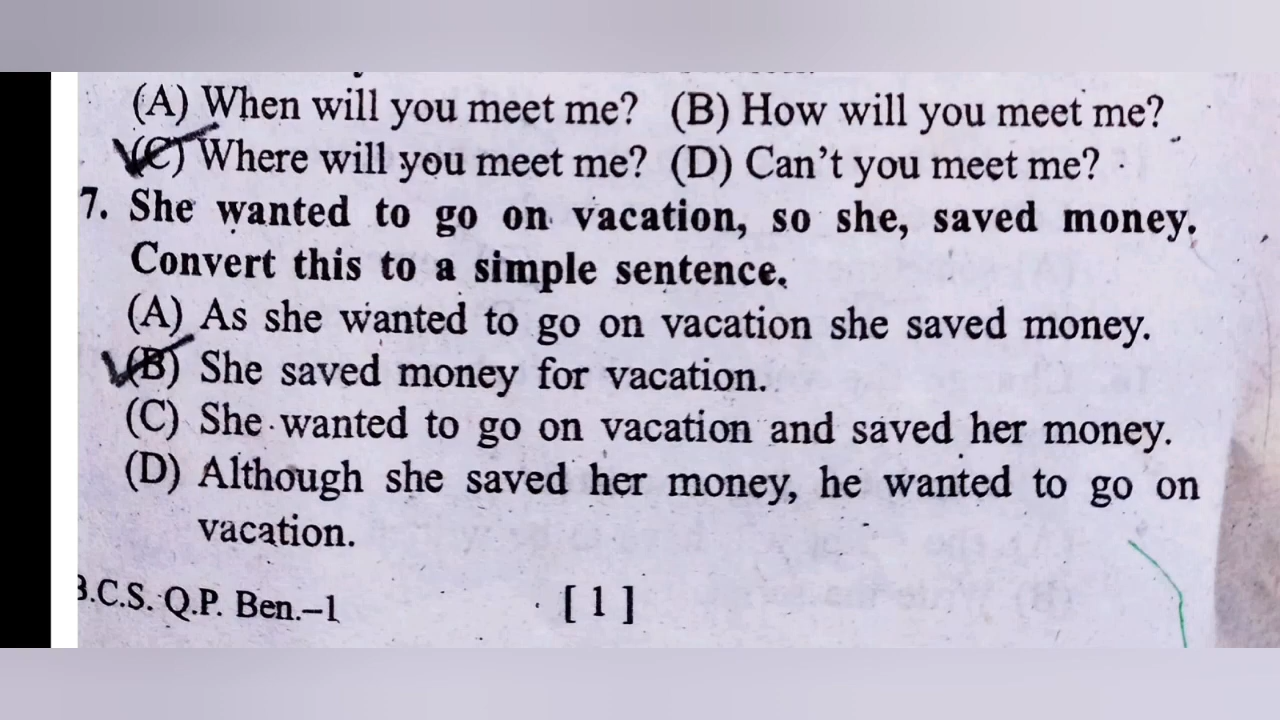 (A) When will you meet me? (B) How will you meet me?
(C) Where will you meet me? (D) Can't you meet me?
7. She wanted to go on vacation, so she, saved money.
Convert this to a simple sentence.
(A) As she wanted to go on vacation she saved money.
(B) She saved money for vacation.
(C) She wanted to go on vacation and saved her money.
(D) Although she saved her money, he wanted to go on
vacation.
B.C.S. Q.P. Ben.–1 [ 1 ]